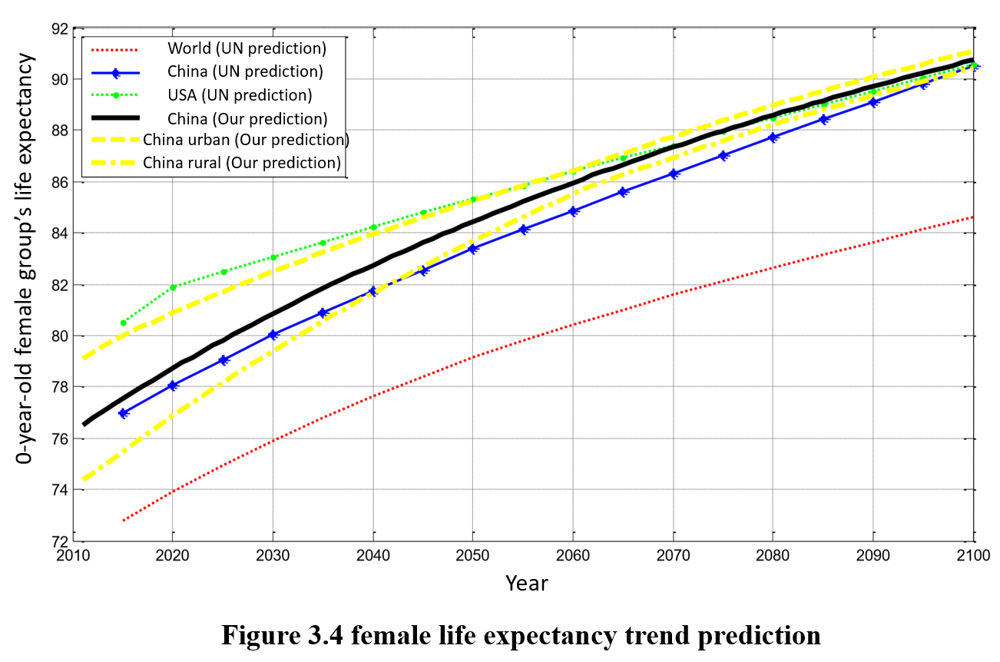 92
90
88
86
84
82
80
78
76
74
72
0-year-old female group's life expectancy
World (UN prediction)
China (UN prediction)
USA (UN prediction)
China (Our prediction)
China urban (Our prediction)
China rural (Our prediction)
2010 2020 2030 2040 2050 2060 2070 2080 2090 2100
Year
Figure 3.4 female life expectancy trend prediction